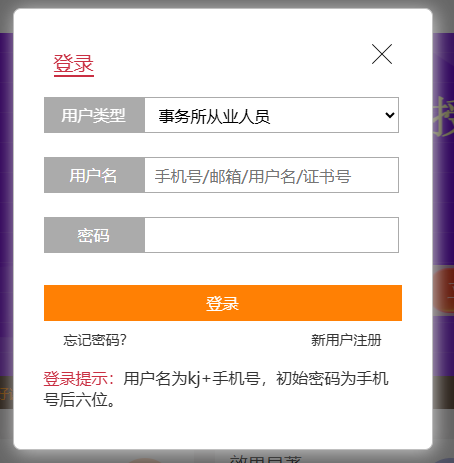 登录
用户类型 事务所从业人员
用户名 手机号/邮箱/用户名/证书号
密码
登录
忘记密码？ 新用户注册
登录提示：用户名为kj+手机号，初始密码为手机
号后六位。